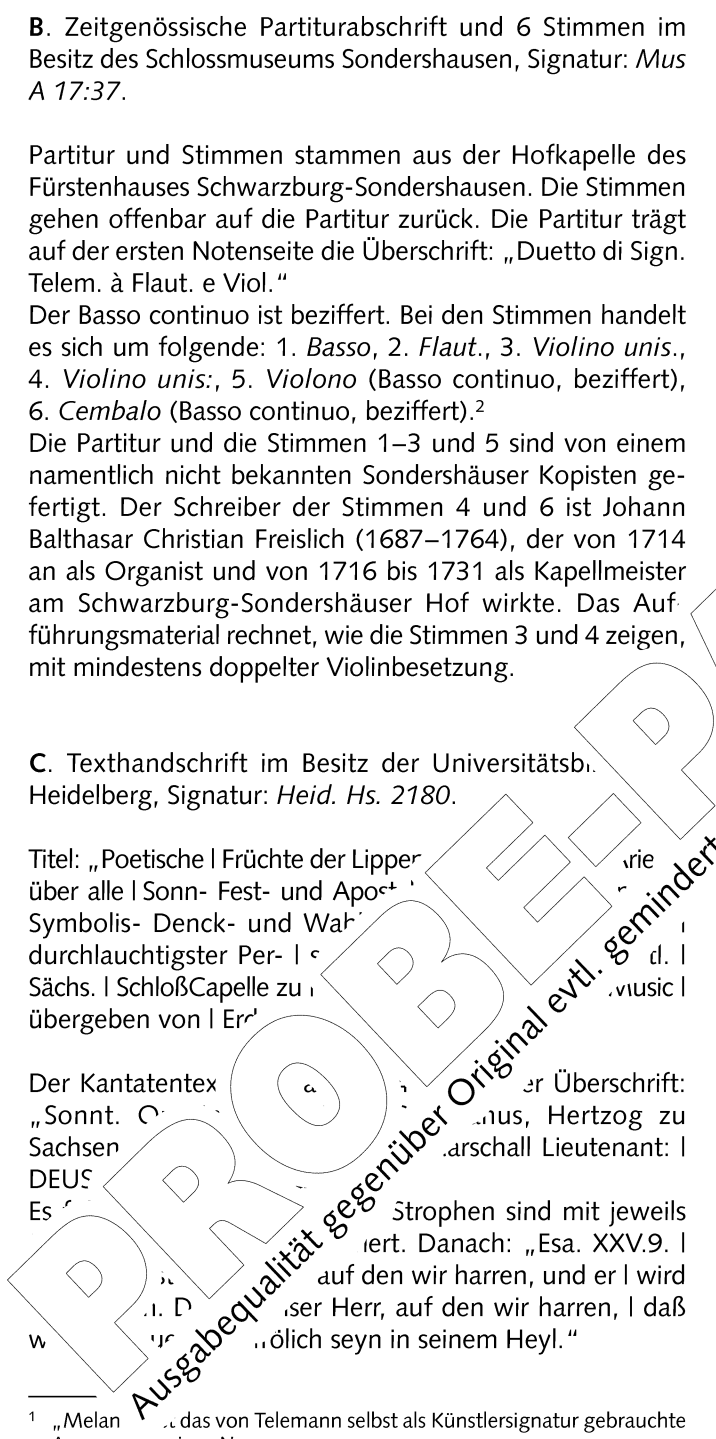 B. Zeitgenössische Partiturabschrift und 6 Stimmen im
Besitz des Schlossmuseums Sondershausen, Signatur: Mus
A 17:37.
Partitur und Stimmen stammen aus der Hofkapelle des
Fürstenhauses Schwarzburg-Sondershausen. Die Stimmen
gehen offenbar auf die Partitur zurück. Die Partitur trägt
auf der ersten Notenseite die Überschrift: „Duetto di Sign.
Telem. à Flaut. e Viol.“
Der Basso continuo ist beziffert. Bei den Stimmen handelt
es sich um folgende: 1. Basso, 2. Flaut., 3. Violino unis.,
4. Violino unis:, 5. Violono (Basso continuo, beziffert),
6. Cembalo (Basso continuo, beziffert).²
Die Partitur und die Stimmen 1–3 und 5 sind von einem
namentlich nicht bekannten Sondershäuser Kopisten ge-
fertigt. Der Schreiber der Stimmen 4 und 6 ist Johann
Balthasar Christian Freislich (1687–1764), der von 1714
an als Organist und von 1716 bis 1731 als Kapellmeister
am Schwarzburg-Sondershäuser Hof wirkte. Das Auf-
führungsmaterial rechnet, wie die Stimmen 3 und 4 zeigen,
mit mindestens doppelter Violinbesetzung.
C. Texthandschrift im Besitz der
Heidelberg, Signatur: Heid. Hs. 2180.
Titel: „Poetische | Früchte der Lippen
über alle | Sonn- Fest- und
Symbolis- Denck- und
durchlauchtigster Per- |
Sächs. | SchloßCapelle zu Music |
übergeben von |
Der Überschrift:
„Sonnt. Hertzog zu
Sachsen Lieutenant: |
DEUS
Es Strophen sind mit jeweils
Danach: „Esa. XXV.9. |
auf den wir harren, und er | wird
Herr, auf den wir harren, | daß
seyn in seinem Heyl.“
¹ das von Telemann selbst als Künstlersignatur gebrauchte
PROBE-P
Ausgabequalität gegenüber Original evtl. gemindert